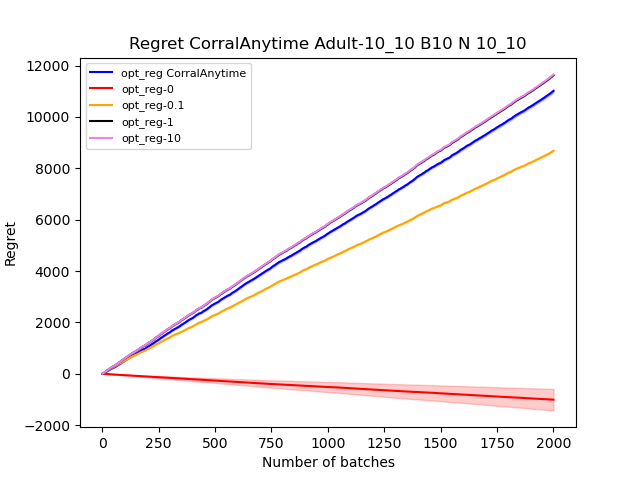 Regret CorralAnytime Adult-10_10 B10 N 10_10
opt_reg CorralAnytime
opt_reg-0
opt_reg-0.1
opt_reg-1
opt_reg-10
12000
10000
8000
6000
4000
2000
0
−2000
Regret
0 250 500 750 1000 1250 1500 1750 2000
Number of batches